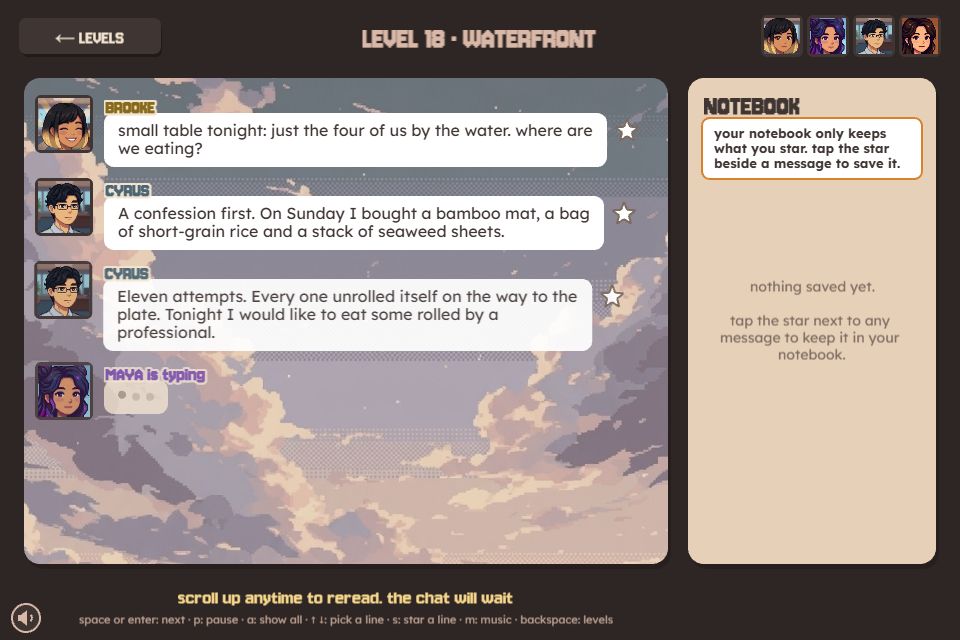 ← LEVELS
LEVEL 18 · WATERFRONT
BROOKE
small table tonight: just the four of us by the water. where are
we eating?
CYRUS
A confession first. On Sunday I bought a bamboo mat, a bag
of short-grain rice and a stack of seaweed sheets.
CYRUS
Eleven attempts. Every one unrolled itself on the way to the
plate. Tonight I would like to eat some rolled by a
professional.
MAYA is typing
NOTEBOOK
your notebook only keeps
what you star. tap the star
beside a message to save it.
nothing saved yet.
tap the star next to any
message to keep it in your
notebook.
scroll up anytime to reread. the chat will wait
space or enter: next · p: pause · a: show all · ↑ ↓: pick a line · s: star a line · m: music · backspace: levels